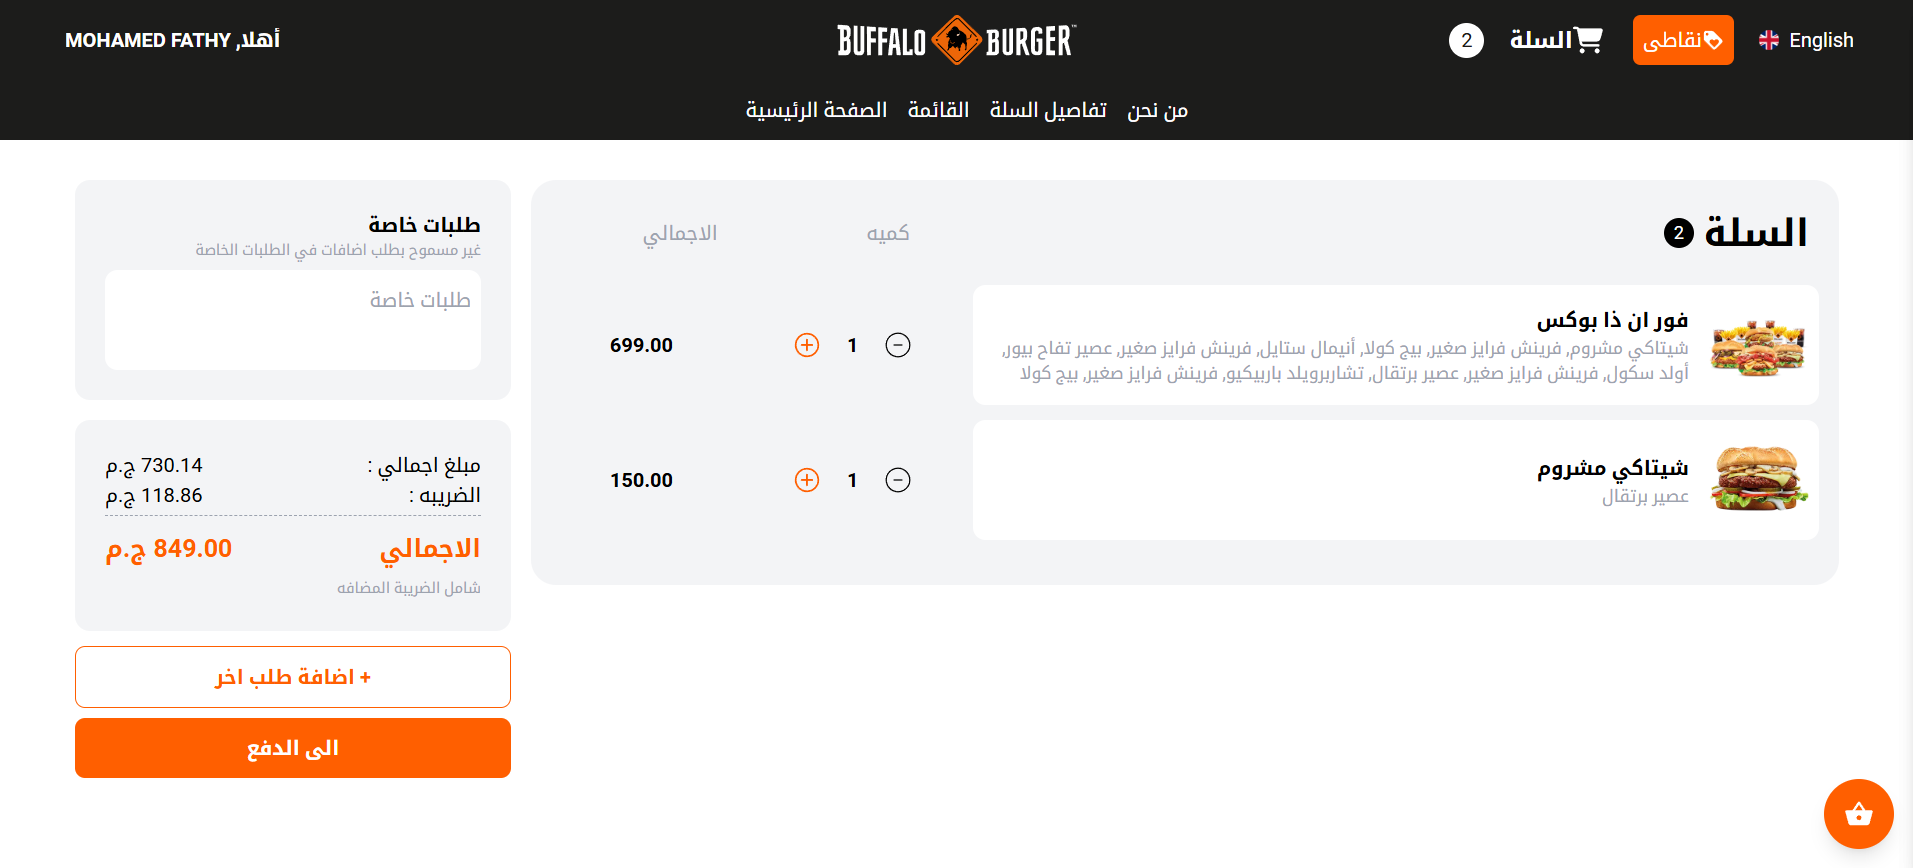 English
نقاطى
السلة
2
BUFFALO BURGER™
أهلا, MOHAMED FATHY
من نحن
تفاصيل السلة
القائمة
الصفحة الرئيسية
السلة 2
كميه
الاجمالي
فور ان ذا بوكس
شيتاكي مشروم, فرينش فرايز صغير, بيج كولا, أنيمال ستايل, فرينش فرايز صغير, عصير تفاح بيور,
أولد سكول, فرينش فرايز صغير, عصير برتقال, تشاربرويلد باربيكيو, فرينش فرايز صغير, بيج كولا
1
699.00
شيتاكي مشروم
عصير برتقال
1
150.00
طلبات خاصة
غير مسموح بطلب اضافات في الطلبات الخاصة
طلبات خاصة
مبلغ اجمالي : 730.14 ج.م
الضريبه : 118.86 ج.م
الاجمالي 849.00 ج.م
شامل الضريبة المضافه
+ اضافة طلب اخر
الى الدفع